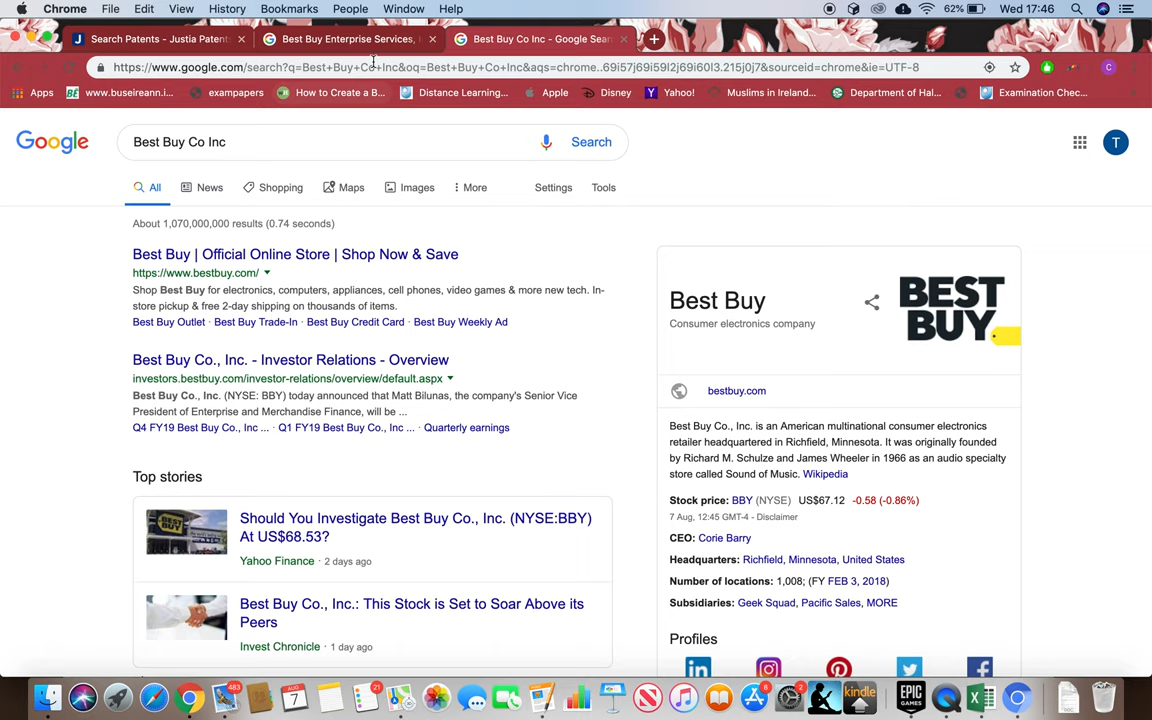 Chrome File Edit View History Bookmarks People Window Help 62% Wed 17:46
Search Patents - Justia Patent Best Buy Enterprise Services, Best Buy Co Inc - Google Sear
https://www.google.com/search?q=Best+Buy+Co+Inc&oq=Best+Buy+Co+Inc&aqs=chrome..69i57j69i59l2j69i60l3.215j0j7&sourceid=chrome&ie=UTF-8
Apps www.buseireann.i... exampapers How to Create a B... Distance Learning... Apple Disney Yahoo! Muslims in Ireland... Department of Hal... Examination Chec...
Google Best Buy Co Inc Search T
All News Shopping Maps Images More Settings Tools
About 1,070,000,000 results (0.74 seconds)
Best Buy | Official Online Store | Shop Now & Save
https://www.bestbuy.com/
Shop Best Buy for electronics, computers, appliances, cell phones, video games & more new tech. In-
store pickup & free 2-day shipping on thousands of items.
Best Buy Outlet · Best Buy Trade-In · Best Buy Credit Card · Best Buy Weekly Ad
Best Buy Co., Inc. - Investor Relations - Overview
investors.bestbuy.com/investor-relations/overview/default.aspx
Best Buy Co., Inc. (NYSE: BBY) today announced that Matt Bilunas, the company's Senior Vice
President of Enterprise and Merchandise Finance, will be ...
Q4 FY19 Best Buy Co., Inc ... · Q1 FY19 Best Buy Co., Inc ... · Quarterly earnings
Top stories
Should You Investigate Best Buy Co., Inc. (NYSE:BBY)
At US$68.53?
Yahoo Finance · 2 days ago
Best Buy Co., Inc.: This Stock is Set to Soar Above its
Peers
Invest Chronicle · 1 day ago
Best Buy
Consumer electronics company
BEST
BUY
bestbuy.com
Best Buy Co., Inc. is an American multinational consumer electronics
retailer headquartered in Richfield, Minnesota. It was originally founded
by Richard M. Schulze and James Wheeler in 1966 as an audio specialty
store called Sound of Music. Wikipedia
Stock price: BBY (NYSE) US$67.12 -0.58 (-0.86%)
7 Aug, 12:45 GMT-4 - Disclaimer
CEO: Corie Barry
Headquarters: Richfield, Minnesota, United States
Number of locations: 1,008; (FY FEB 3, 2018)
Subsidiaries: Geek Squad, Pacific Sales, MORE
Profiles
483 AUG 7 21 8 2 kindle EPIC GAMES